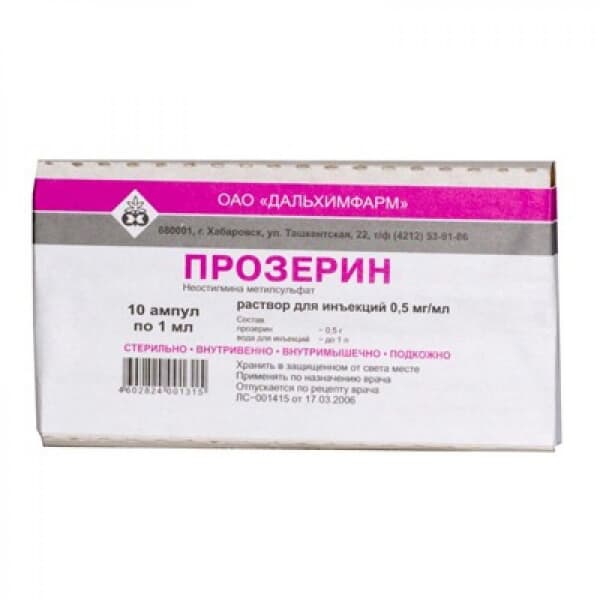 ОАО «ДАЛЬХИМФАРМ»
680001, г. Хабаровск, ул. Ташкентская, 22, т/ф (4212) 53-91-86
ПРОЗЕРИН
Неостигмина метилсульфат
10 ампул
по 1 мл
раствор для инъекций 0,5 мг/мл
Состав
прозерин – 0,5 г
вода для инъекций – до 1 л
СТЕРИЛЬНО • ВНУТРИВЕННО • ВНУТРИМЫШЕЧНО • ПОДКОЖНО
Хранить в защищенном от света месте
Применять по назначению врача
Отпускается по рецепту врача
ЛС-001415 от 17.03.2006
4602824001315